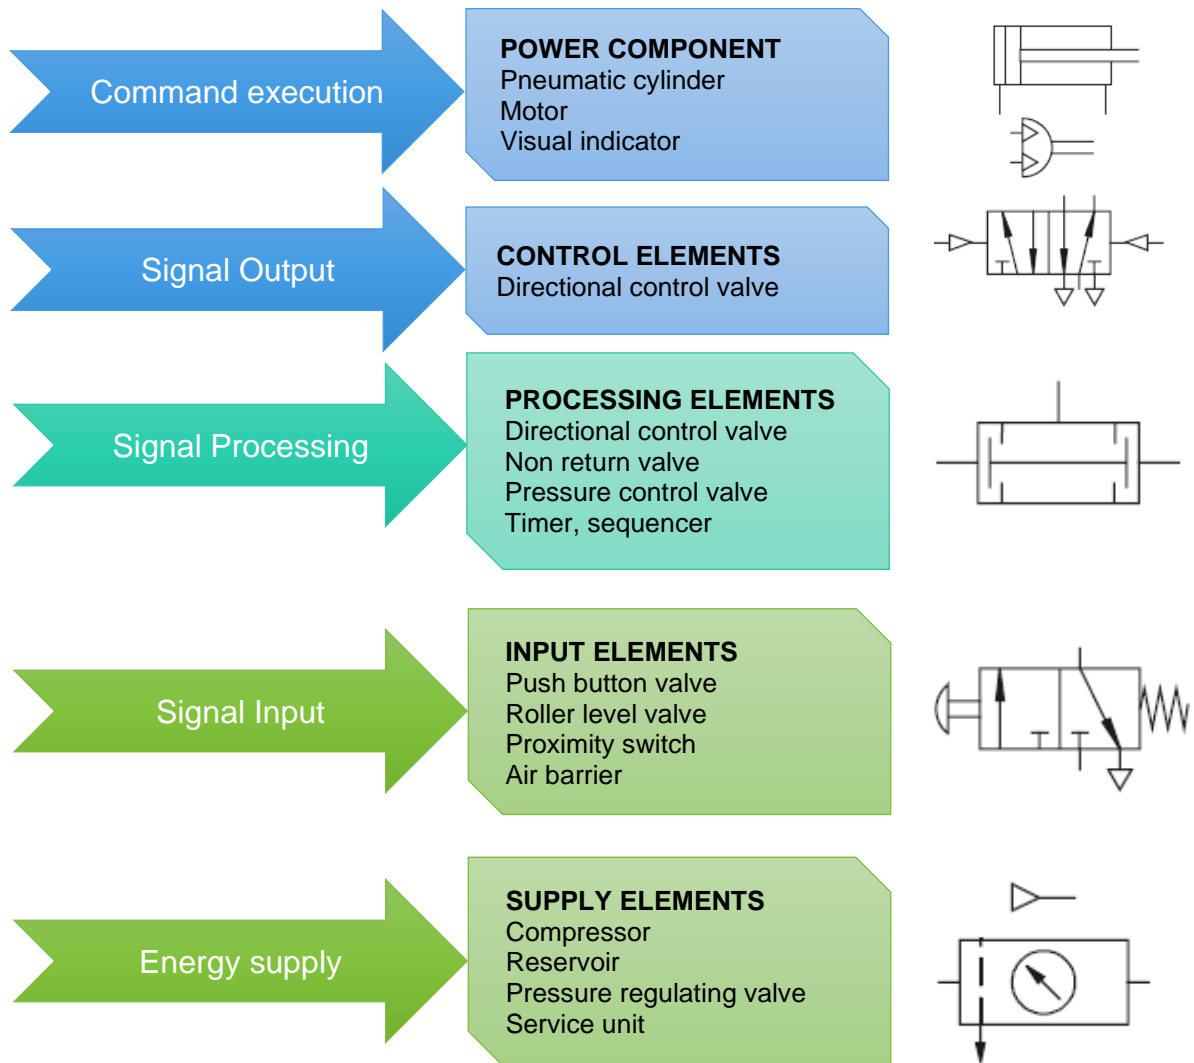 Command execution
POWER COMPONENT
Pneumatic cylinder
Motor
Visual indicator
Signal Output
CONTROL ELEMENTS
Directional control valve
Signal Processing
PROCESSING ELEMENTS
Directional control valve
Non return valve
Pressure control valve
Timer, sequencer
Signal Input
INPUT ELEMENTS
Push button valve
Roller level valve
Proximity switch
Air barrier
Energy supply
SUPPLY ELEMENTS
Compressor
Reservoir
Pressure regulating valve
Service unit